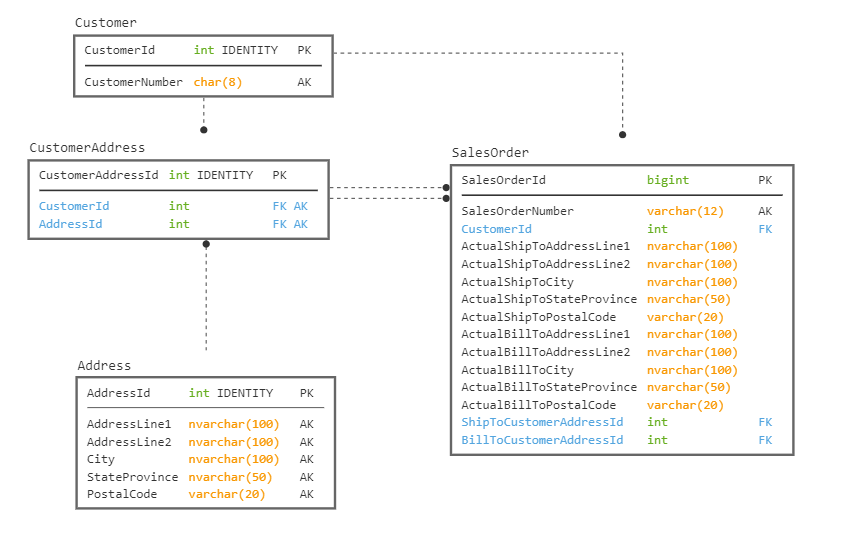 Customer
CustomerId int IDENTITY PK
CustomerNumber char(8) AK
CustomerAddress
CustomerAddressId int IDENTITY PK
CustomerId int FK AK
AddressId int FK AK
Address
AddressId int IDENTITY PK
AddressLine1 nvarchar(100) AK
AddressLine2 nvarchar(100) AK
City nvarchar(100) AK
StateProvince nvarchar(50) AK
PostalCode varchar(20) AK
SalesOrder
SalesOrderId bigint PK
SalesOrderNumber varchar(12) AK
CustomerId int FK
ActualShipToAddressLine1 nvarchar(100)
ActualShipToAddressLine2 nvarchar(100)
ActualShipToCity nvarchar(100)
ActualShipToStateProvince nvarchar(50)
ActualShipToPostalCode varchar(20)
ActualBillToAddressLine1 nvarchar(100)
ActualBillToAddressLine2 nvarchar(100)
ActualBillToCity nvarchar(100)
ActualBillToStateProvince nvarchar(50)
ActualBillToPostalCode varchar(20)
ShipToCustomerAddressId int FK
BillToCustomerAddressId int FK